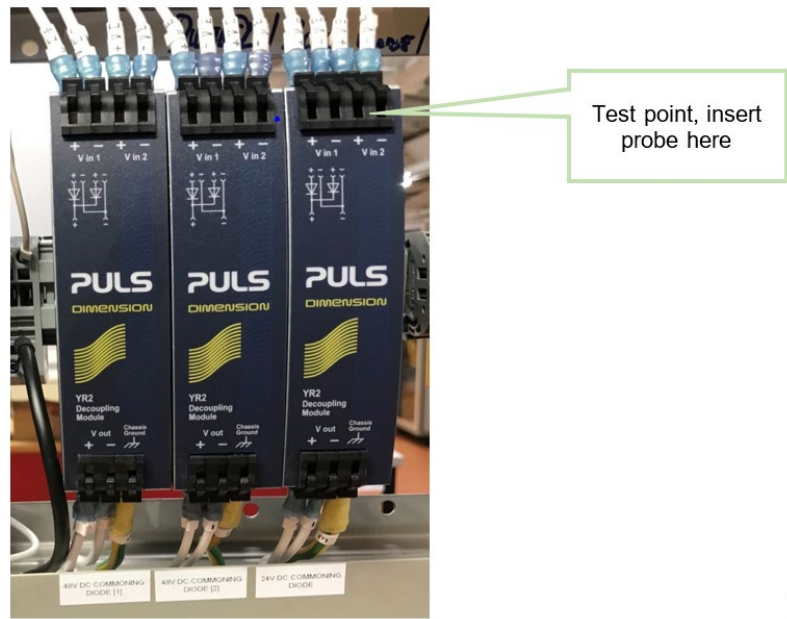 Test point, insert
probe here
+ − + −
V in 1 V in 2
+ − + −
V in 1 V in 2
+ − + −
V in 1 V in 2
PULS
DIMENSION
YR2
Decoupling
Module
V out
Chassis
Ground
+ −
PULS
DIMENSION
YR2
Decoupling
Module
V out
Chassis
Ground
+ −
PULS
DIMENSION
YR2
Decoupling
Module
V out
Chassis
Ground
+ −
48V DC COMMONING
DIODE [1]
48V DC COMMONING
DIODE [2]
24V DC COMMONING
DIODE